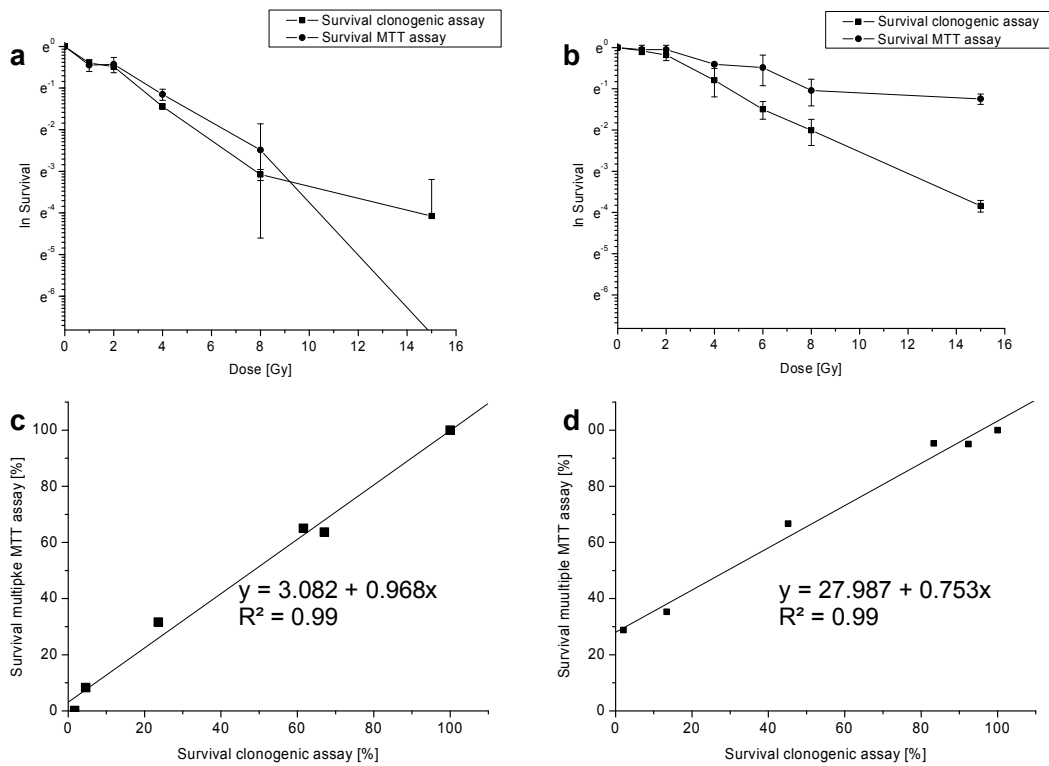 Survival clonogenic assay
Survival MTT assay
a
e0
e-1
e-2
e-3
e-4
e-5
e-6
ln Survival
0 2 4 6 8 10 12 14 16
Dose [Gy]
Survival clonogenic assay
Survival MTT assay
b
e0
e-1
e-2
e-3
e-4
e-5
e-6
ln Survival
0 2 4 6 8 10 12 14 16
Dose [Gy]
c
00
80
60
40
20
0
Survival multipke MTT assay [%]
y = 3.082 + 0.968x
R² = 0.99
0 20 40 60 80 100
Survival clonogenic assay [%]
d
00
80
60
40
20
0
Survival muultiple MTT assay [%]
y = 27.987 + 0.753x
R² = 0.99
0 20 40 60 80 100
Survival clonogenic assay [%]